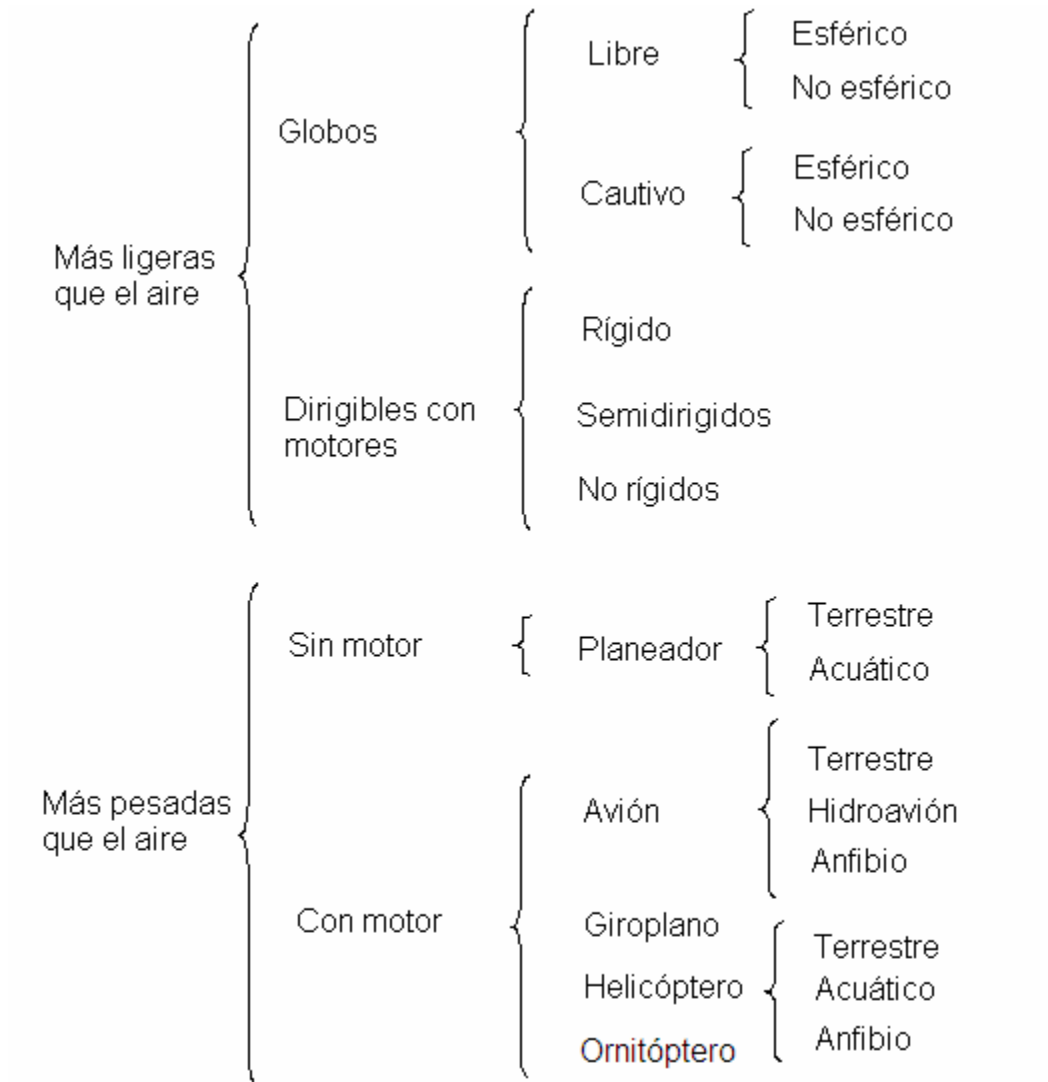 Más ligeras
que el aire
Globos
Libre
Esférico
No esférico
Cautivo
Esférico
No esférico
Dirigibles con
motores
Rígido
Semidirigidos
No rígidos
Más pesadas
que el aire
Sin motor
Planeador
Terrestre
Acuático
Con motor
Avión
Terrestre
Hidroavión
Anfibio
Giroplano
Helicóptero
Ornitóptero
Terrestre
Acuático
Anfibio